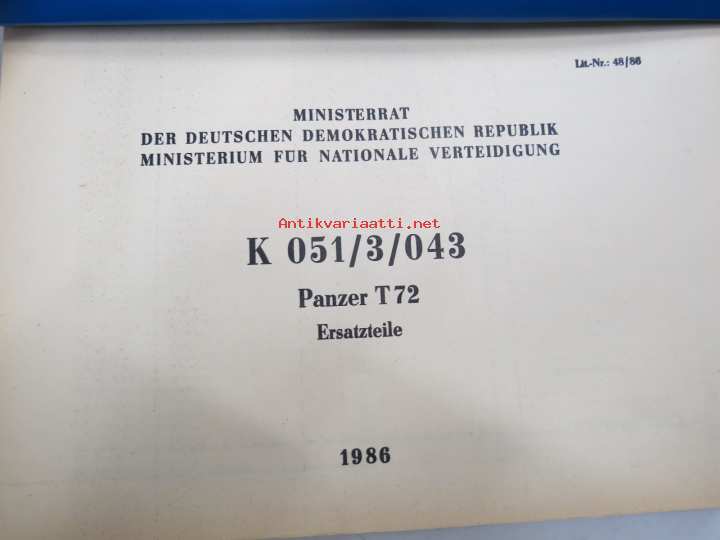 Lit.-Nr.: 48/86
MINISTERRAT
DER DEUTSCHEN DEMOKRATISCHEN REPUBLIK
MINISTERIUM FÜR NATIONALE VERTEIDIGUNG
Antikvariaatti.net
K 051/3/043
Panzer T 72
Ersatzteile
1986